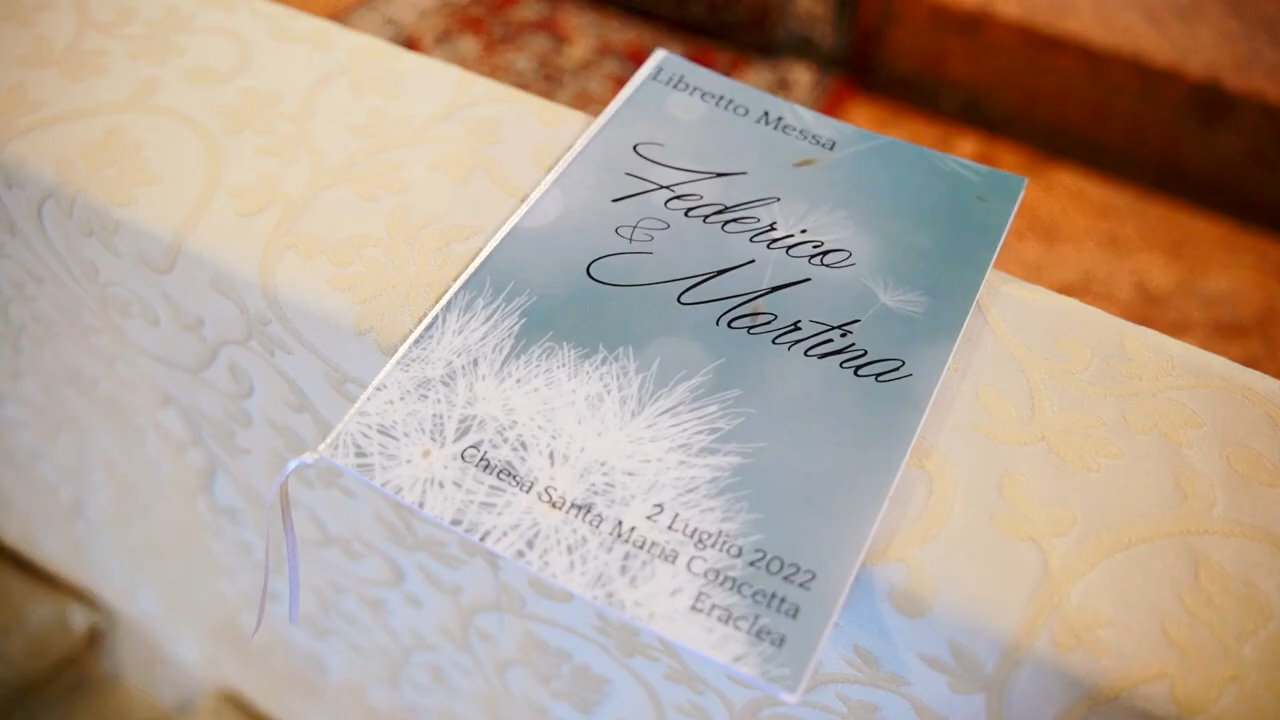 Libretto Messa
Federico
&
Martina
2 Luglio 2022
Chiesa Santa Maria Concetta
Eraclea